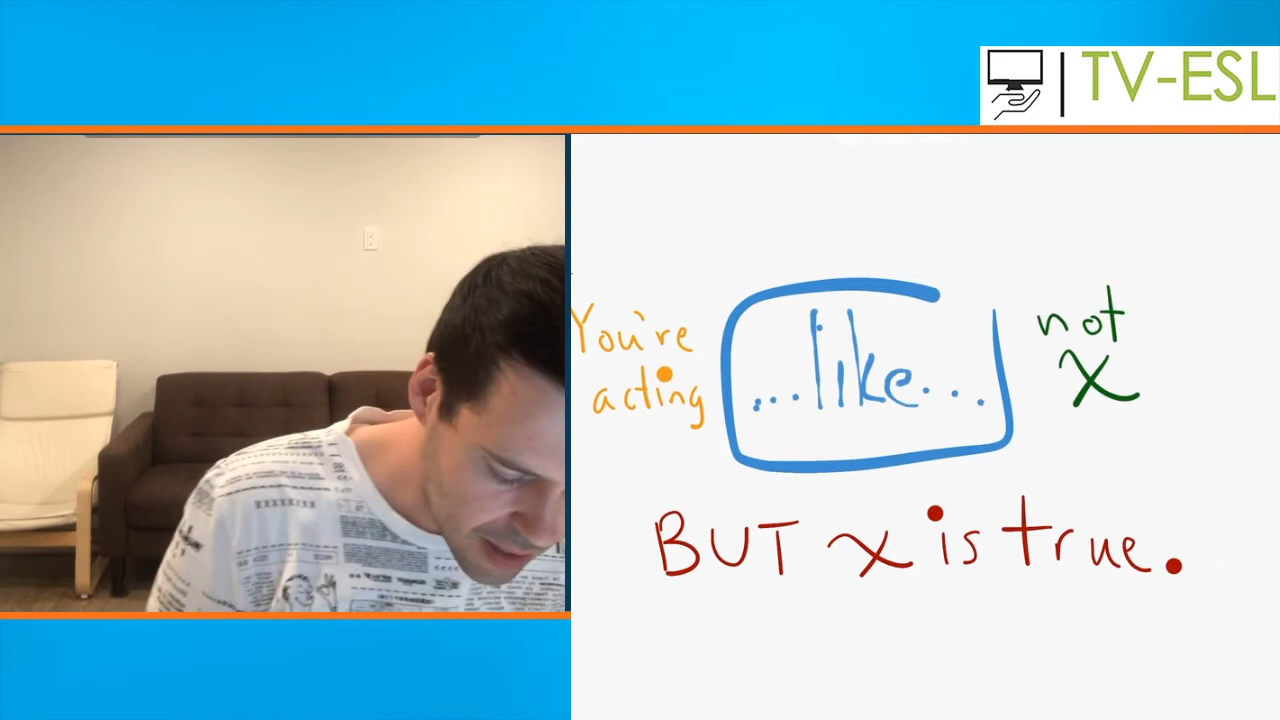 TV-ESL
You're
acting
...like...
not
x
BUT x is true.